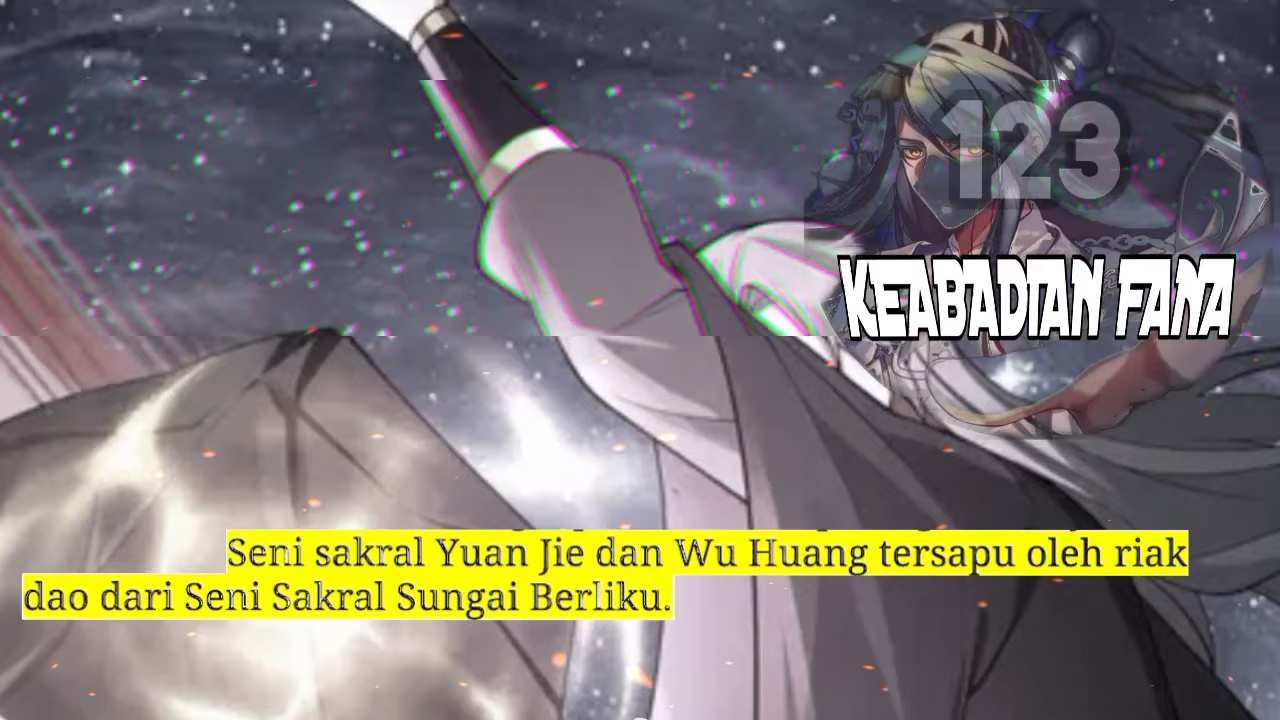 123
KEABADIAN FANA
Seni sakral Yuan Jie dan Wu Huang tersapu oleh riak
dao dari Seni Sakral Sungai Berliku.